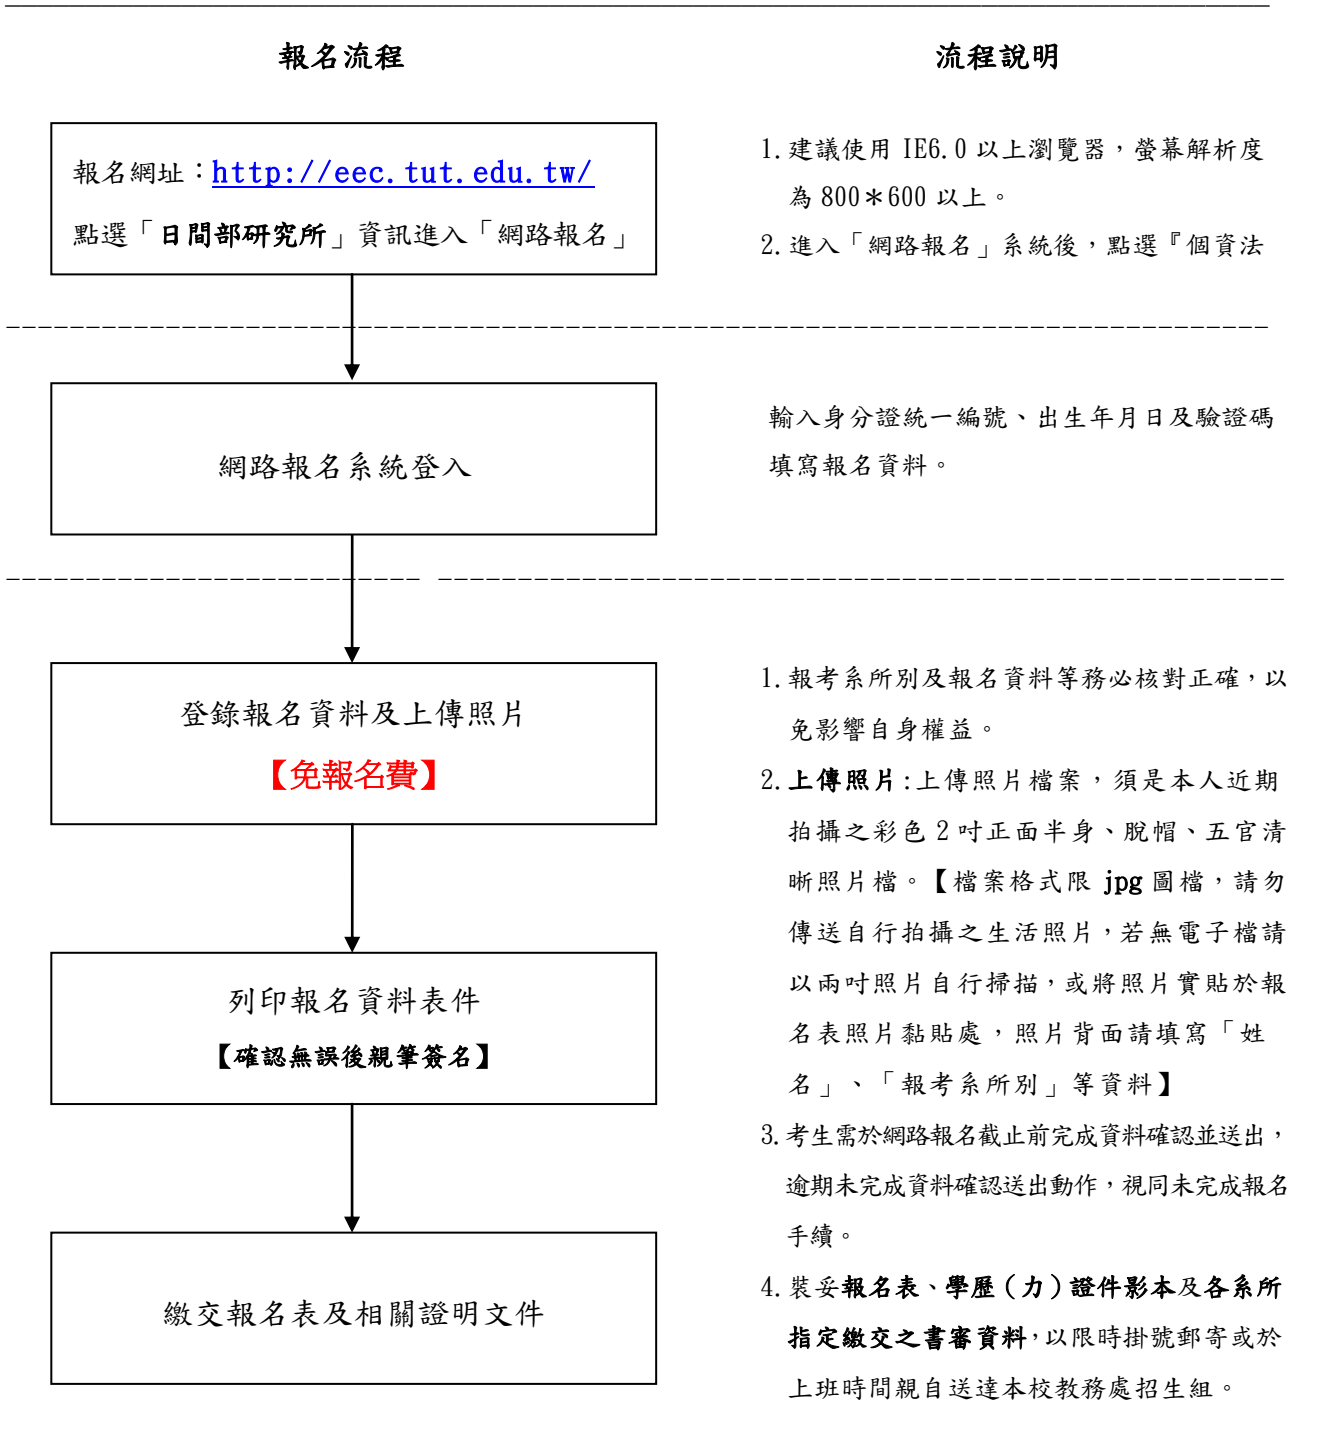 報名流程
流程說明
報名網址：http://eec.tut.edu.tw/
點選「日間部研究所」資訊進入「網路報名」
1.建議使用 IE6.0 以上瀏覽器，螢幕解析度
為 800＊600 以上。
2.進入「網路報名」系統後，點選『個資法
網路報名系統登入
輸入身分證統一編號、出生年月日及驗證碼
填寫報名資料。
登錄報名資料及上傳照片
【免報名費】
列印報名資料表件
【確認無誤後親筆簽名】
繳交報名表及相關證明文件
1.報考系所別及報名資料等務必核對正確，以
免影響自身權益。
2.上傳照片:上傳照片檔案，須是本人近期
拍攝之彩色 2 吋正面半身、脫帽、五官清
晰照片檔。【檔案格式限 jpg 圖檔，請勿
傳送自行拍攝之生活照片，若無電子檔請
以兩吋照片自行掃描，或將照片實貼於報
名表照片黏貼處，照片背面請填寫「姓
名」、「報考系所別」等資料】
3.考生需於網路報名截止前完成資料確認並送出，
逾期未完成資料確認送出動作，視同未完成報名
手續。
4.裝妥報名表、學歷（力）證件影本及各系所
指定繳交之書審資料，以限時掛號郵寄或於
上班時間親自送達本校教務處招生組。